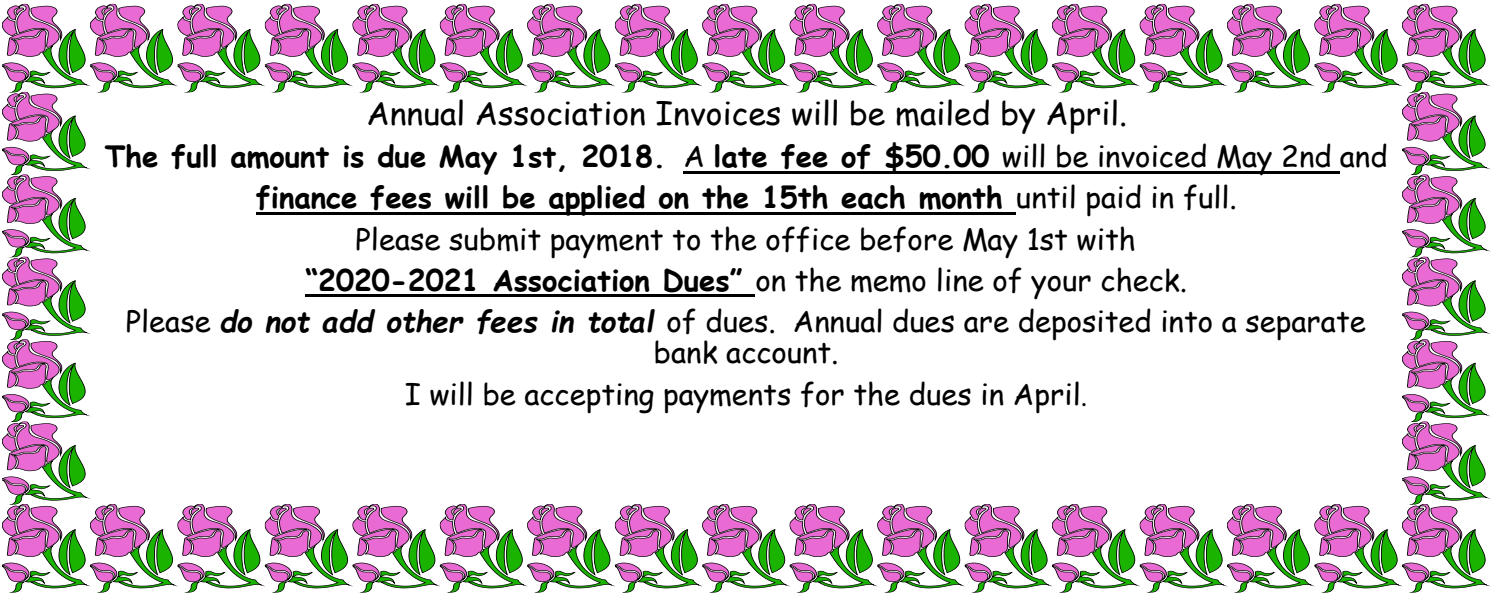 Annual Association Invoices will be mailed by April.
The full amount is due May 1st, 2018. A late fee of $50.00 will be invoiced May 2nd and
finance fees will be applied on the 15th each month until paid in full.
Please submit payment to the office before May 1st with
“2020-2021 Association Dues” on the memo line of your check.
Please do not add other fees in total of dues. Annual dues are deposited into a separate
bank account.
I will be accepting payments for the dues in April.